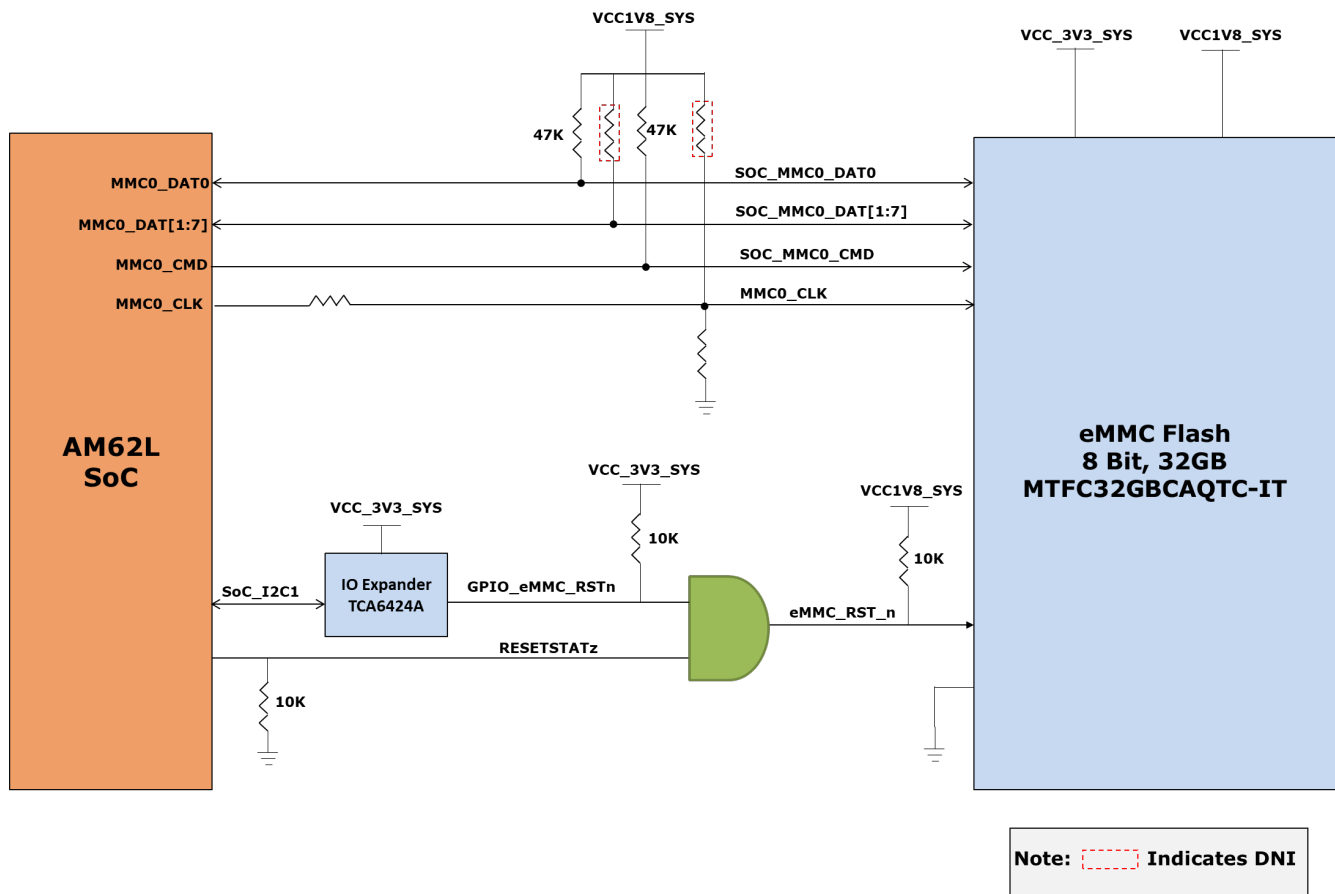 VCC1V8_SYS
VCC_3V3_SYS
VCC1V8_SYS
47K
47K
MMC0_DAT0
SOC_MMC0_DAT0
MMC0_DAT[1:7]
SOC_MMC0_DAT[1:7]
MMC0_CMD
SOC_MMC0_CMD
MMC0_CLK
MMC0_CLK
AM62L
SoC
eMMC Flash
8 Bit, 32GB
MTFC32GBCAQTC-IT
VCC_3V3_SYS
VCC1V8_SYS
VCC_3V3_SYS
10K
10K
SoC_I2C1
IO Expander
TCA6424A
GPIO_eMMC_RSTn
eMMC_RST_n
RESETSTATz
10K
Note: Indicates DNI